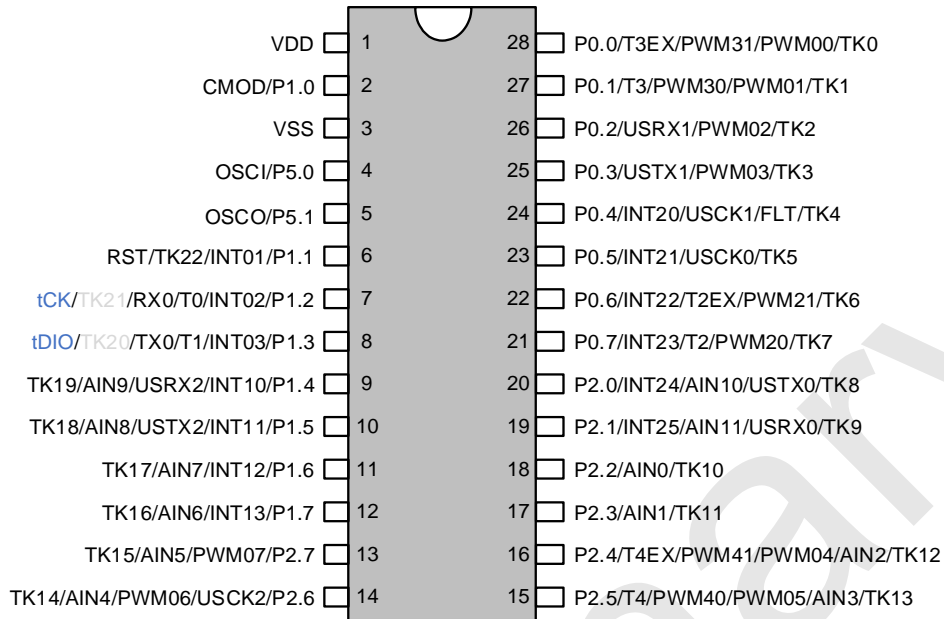 VDD 1 28 P0.0/T3EX/PWM31/PWM00/TK0
CMOD/P1.0 2 27 P0.1/T3/PWM30/PWM01/TK1
VSS 3 26 P0.2/USRX1/PWM02/TK2
OSCI/P5.0 4 25 P0.3/USTX1/PWM03/TK3
OSCO/P5.1 5 24 P0.4/INT20/USCK1/FLT/TK4
RST/TK22/INT01/P1.1 6 23 P0.5/INT21/USCK0/TK5
tCK/TK21/RX0/T0/INT02/P1.2 7 22 P0.6/INT22/T2EX/PWM21/TK6
tDIO/TK20/TX0/T1/INT03/P1.3 8 21 P0.7/INT23/T2/PWM20/TK7
TK19/AIN9/USRX2/INT10/P1.4 9 20 P2.0/INT24/AIN10/USTX0/TK8
TK18/AIN8/USTX2/INT11/P1.5 10 19 P2.1/INT25/AIN11/USRX0/TK9
TK17/AIN7/INT12/P1.6 11 18 P2.2/AIN0/TK10
TK16/AIN6/INT13/P1.7 12 17 P2.3/AIN1/TK11
TK15/AIN5/PWM07/P2.7 13 16 P2.4/T4EX/PWM41/PWM04/AIN2/TK12
TK14/AIN4/PWM06/USCK2/P2.6 14 15 P2.5/T4/PWM40/PWM05/AIN3/TK13